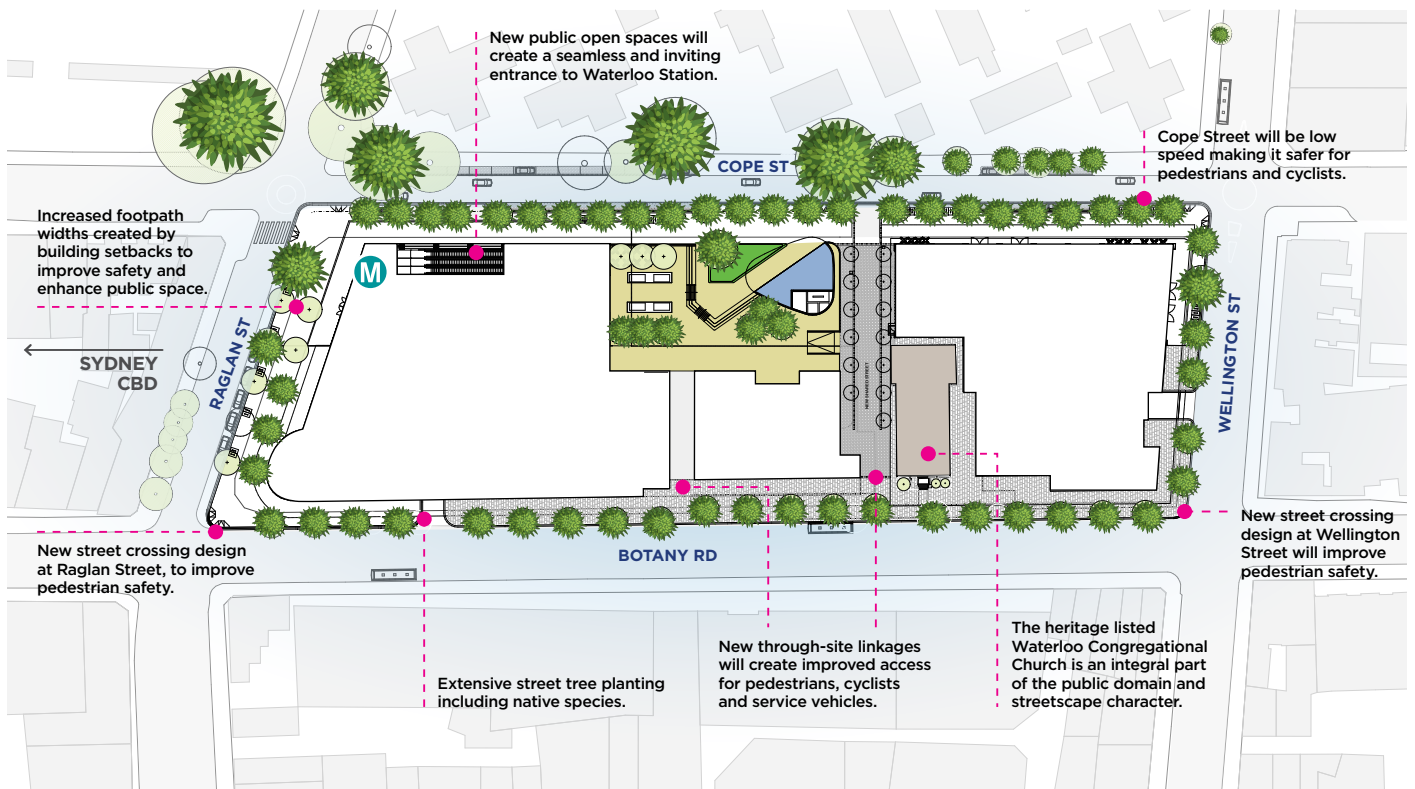 New public open spaces will
create a seamless and inviting
entrance to Waterloo Station.
COPE ST
Cope Street will be low
speed making it safer for
pedestrians and cyclists.
Increased footpath
widths created by
building setbacks to
improve safety and
enhance public space.
M
RAGLAN ST
SYDNEY
CBD
NEW SHARED STREET
WELLINGTON ST
New street crossing design
at Raglan Street, to improve
pedestrian safety.
BOTANY RD
New street crossing
design at Wellington
Street will improve
pedestrian safety.
Extensive street tree planting
including native species.
New through-site linkages
will create improved access
for pedestrians, cyclists
and service vehicles.
The heritage listed
Waterloo Congregational
Church is an integral part
of the public domain and
streetscape character.